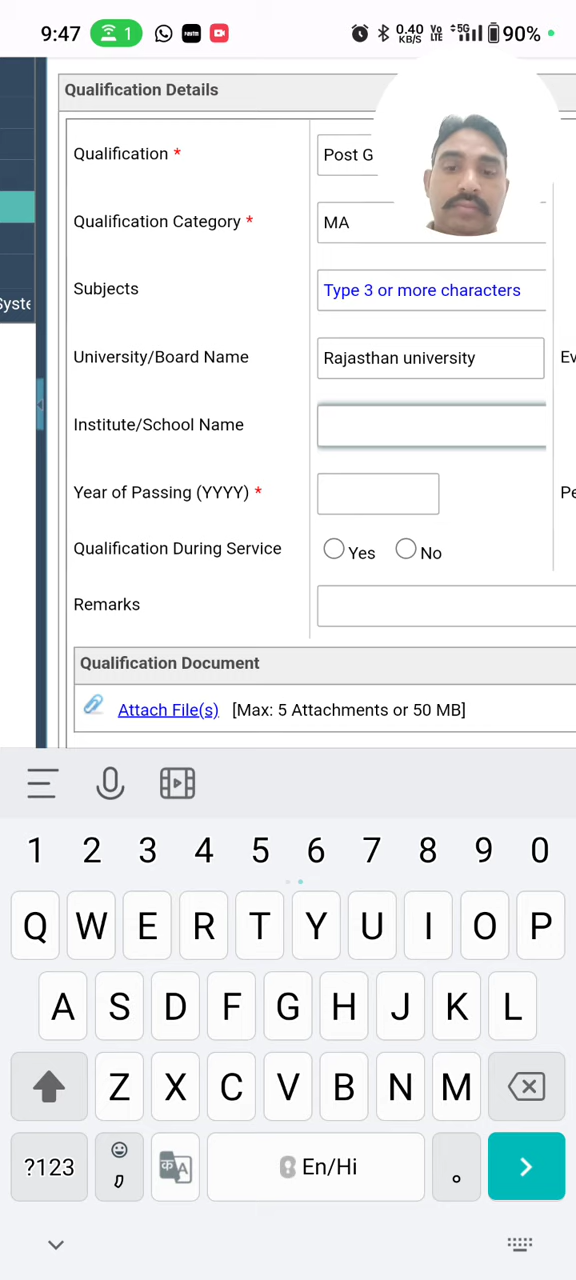 9:47 1 Paytm 0.40 KB/S Vo LTE 5G 90%
Qualification Details
Qualification * Post G
Qualification Category * MA
Subjects Type 3 or more characters
Syste
University/Board Name Rajasthan university Ev
Institute/School Name
Year of Passing (YYYY) * Pe
Qualification During Service Yes No
Remarks
Qualification Document
Attach File(s) [Max: 5 Attachments or 50 MB]
1 2 3 4 5 6 7 8 9 0
Q W E R T Y U I O P
A S D F G H J K L
Z X C V B N M
?123 , क A En/Hi .